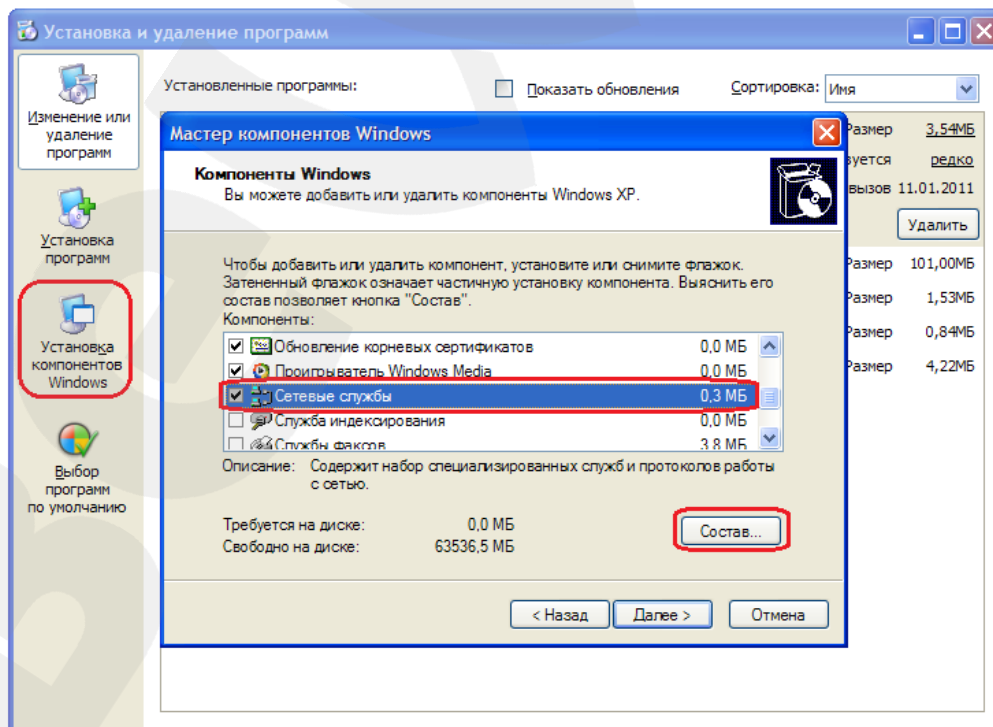 Установка и удаление программ
Изменение или
удаление
программ
Установка
программ
Установка
компонентов
Windows
Выбор
программ
по умолчанию
Установленные программы:
Показать обновления
Сортировка:
Имя
Размер 3,54МБ
зуется редко
вызов 11.01.2011
Удалить
Размер 101,00МБ
Размер 1,53МБ
Размер 0,84МБ
Размер 4,22МБ
Мастер компонентов Windows
Компоненты Windows
Вы можете добавить или удалить компоненты Windows XP.
Чтобы добавить или удалить компонент, установите или снимите флажок.
Затененный флажок означает частичную установку компонента. Выяснить его
состав позволяет кнопка "Состав".
Компоненты:
Обновление корневых сертификатов 0,0 МБ
Проигрыватель Windows Media 0,0 МБ
Сетевые службы 0,3 МБ
Служба индексирования 0,0 МБ
Службы факсов 3,8 МБ
Описание: Содержит набор специализированных служб и протоколов работы
с сетью.
Требуется на диске: 0,0 МБ
Свободно на диске: 63536,5 МБ
Состав...
< Назад
Далее >
Отмена